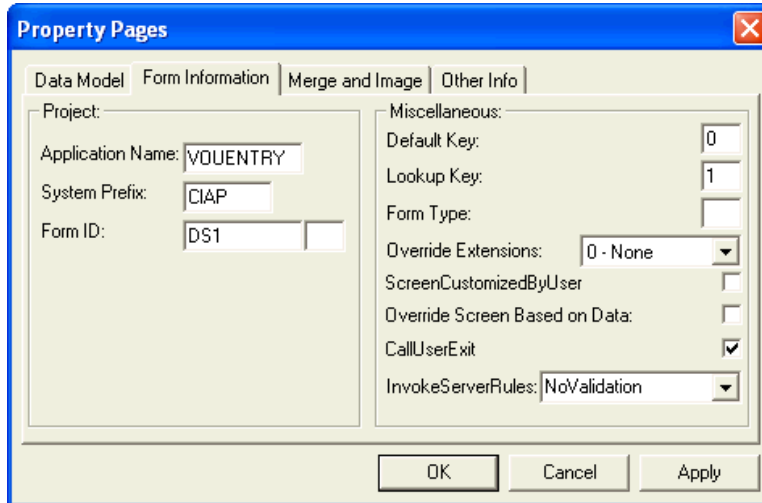 Property Pages
Data Model Form Information Merge and Image Other Info
Project:
Application Name: VOUENTRY
System Prefix: CIAP
Form ID: DS1
Miscellaneous:
Default Key: 0
Lookup Key: 1
Form Type:
Override Extensions: 0 - None
ScreenCustomizedByUser
Override Screen Based on Data:
CallUserExit
InvokeServerRules: NoValidation
OK Cancel Apply